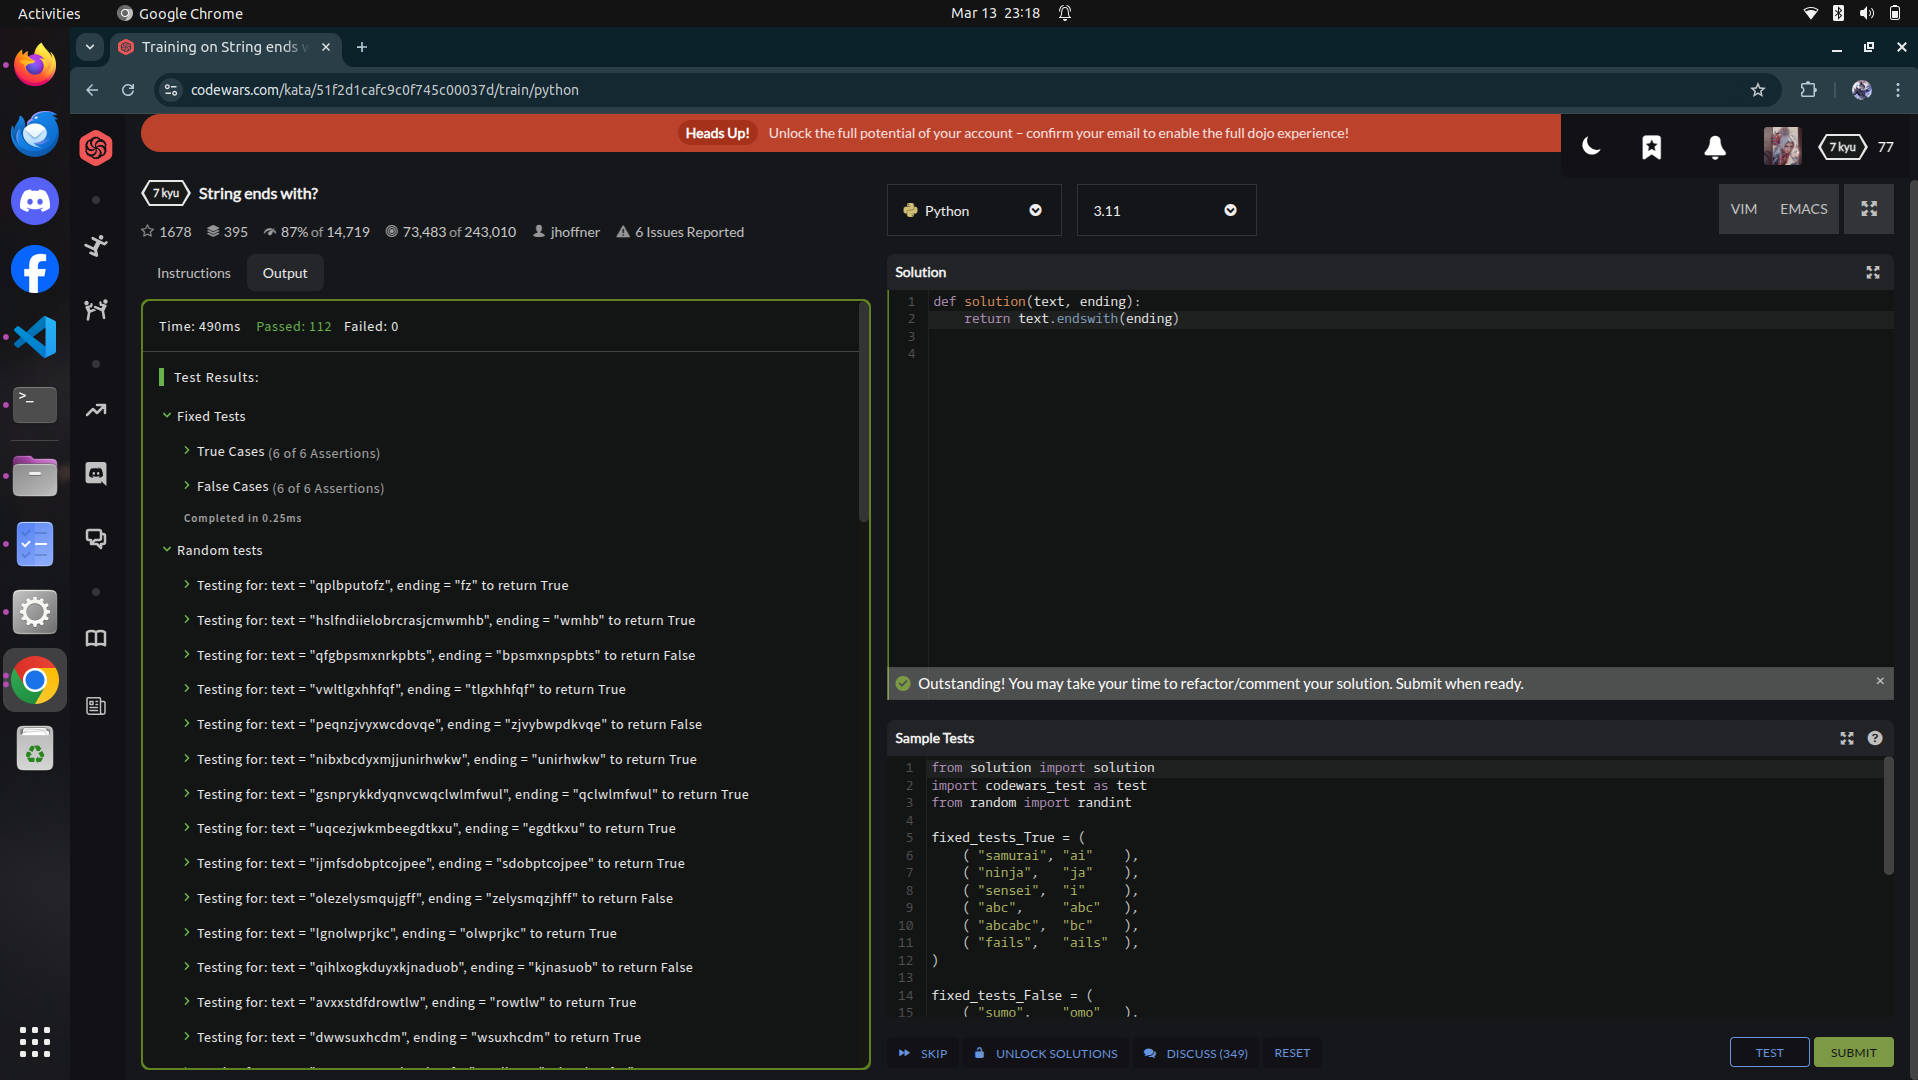 Activities
Google Chrome
Mar 13 23:18
Training on String ends w
codewars.com/kata/51f2d1cafc9c0f745c00037d/train/python
Heads Up! Unlock the full potential of your account – confirm your email to enable the full dojo experience!
7 kyu 77
7 kyu String ends with?
1678 395 87% of 14,719 73,483 of 243,010 jhoffner 6 Issues Reported
Instructions Output
Time: 490ms Passed: 112 Failed: 0
Test Results:
Fixed Tests
True Cases (6 of 6 Assertions)
False Cases (6 of 6 Assertions)
Completed in 0.25ms
Random tests
Testing for: text = "qplbputofz", ending = "fz" to return True
Testing for: text = "hslfndiielobrcrasjcmwmhb", ending = "wmhb" to return True
Testing for: text = "qfgbpsmxnrkpbts", ending = "bpsmxnpspbts" to return False
Testing for: text = "vwltlgxhhfqf", ending = "tlgxhhfqf" to return True
Testing for: text = "peqnzjvyxwcdovqe", ending = "zjvybwpdkvqe" to return False
Testing for: text = "nibxbcdyxmjjunirhwkw", ending = "unirhwkw" to return True
Testing for: text = "gsnprykkdyqnvcwqclwlmfwul", ending = "qclwlmfwul" to return True
Testing for: text = "uqcezjwkmbeegdtkxu", ending = "egdtkxu" to return True
Testing for: text = "ijmfsdobptcojpee", ending = "sdobptcojpee" to return True
Testing for: text = "olezelysmqujgff", ending = "zelysmqzjhff" to return False
Testing for: text = "lgnolwprjkc", ending = "olwprjkc" to return True
Testing for: text = "qihlxogkduyxkjnaduob", ending = "kjnasuob" to return False
Testing for: text = "avxxstdfdrowtlw", ending = "rowtlw" to return True
Testing for: text = "dwwsuxhcdm", ending = "wsuxhcdm" to return True
Python
3.11
VIM EMACS
Solution
1 def solution(text, ending):
2     return text.endswith(ending)
3
4
Outstanding! You may take your time to refactor/comment your solution. Submit when ready. ×
Sample Tests
1 from solution import solution
2 import codewars_test as test
3 from random import randint
4
5 fixed_tests_True = (
6     ( "samurai", "ai"    ),
7     ( "ninja",   "ja"    ),
8     ( "sensei",  "i"     ),
9     ( "abc",     "abc"   ),
10     ( "abcabc",  "bc"    ),
11     ( "fails",   "ails"  ),
12 )
13
14 fixed_tests_False = (
15     ( "sumo",    "omo"   ),
SKIP UNLOCK SOLUTIONS DISCUSS (349) RESET TEST SUBMIT